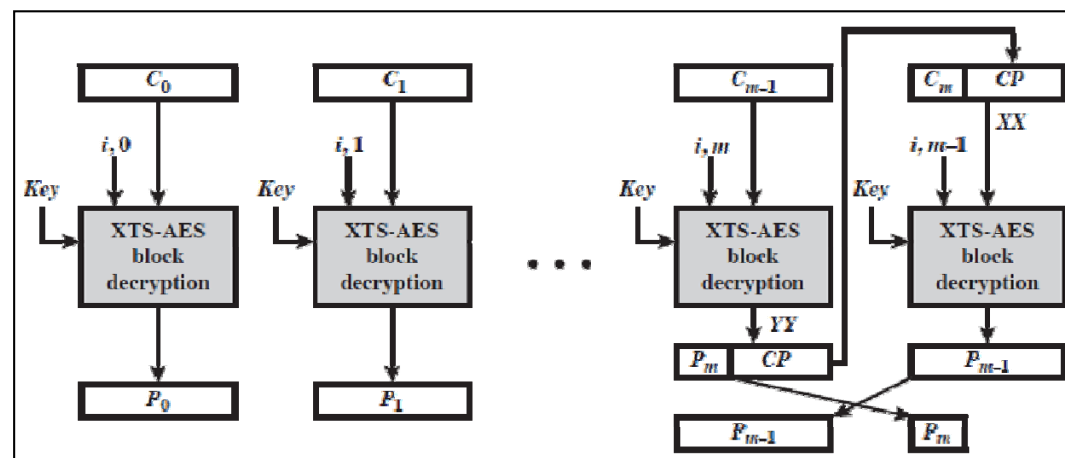 C0
C1
Cm–1
Cm CP
XX
i, 0
i, 1
i, m
i, m–1
Key
Key
Key
Key
XTS-AES
block
decryption
XTS-AES
block
decryption
• • •
XTS-AES
block
decryption
XTS-AES
block
decryption
YY
Pm CP
Pm–1
P0
P1
Pm–1
Pm